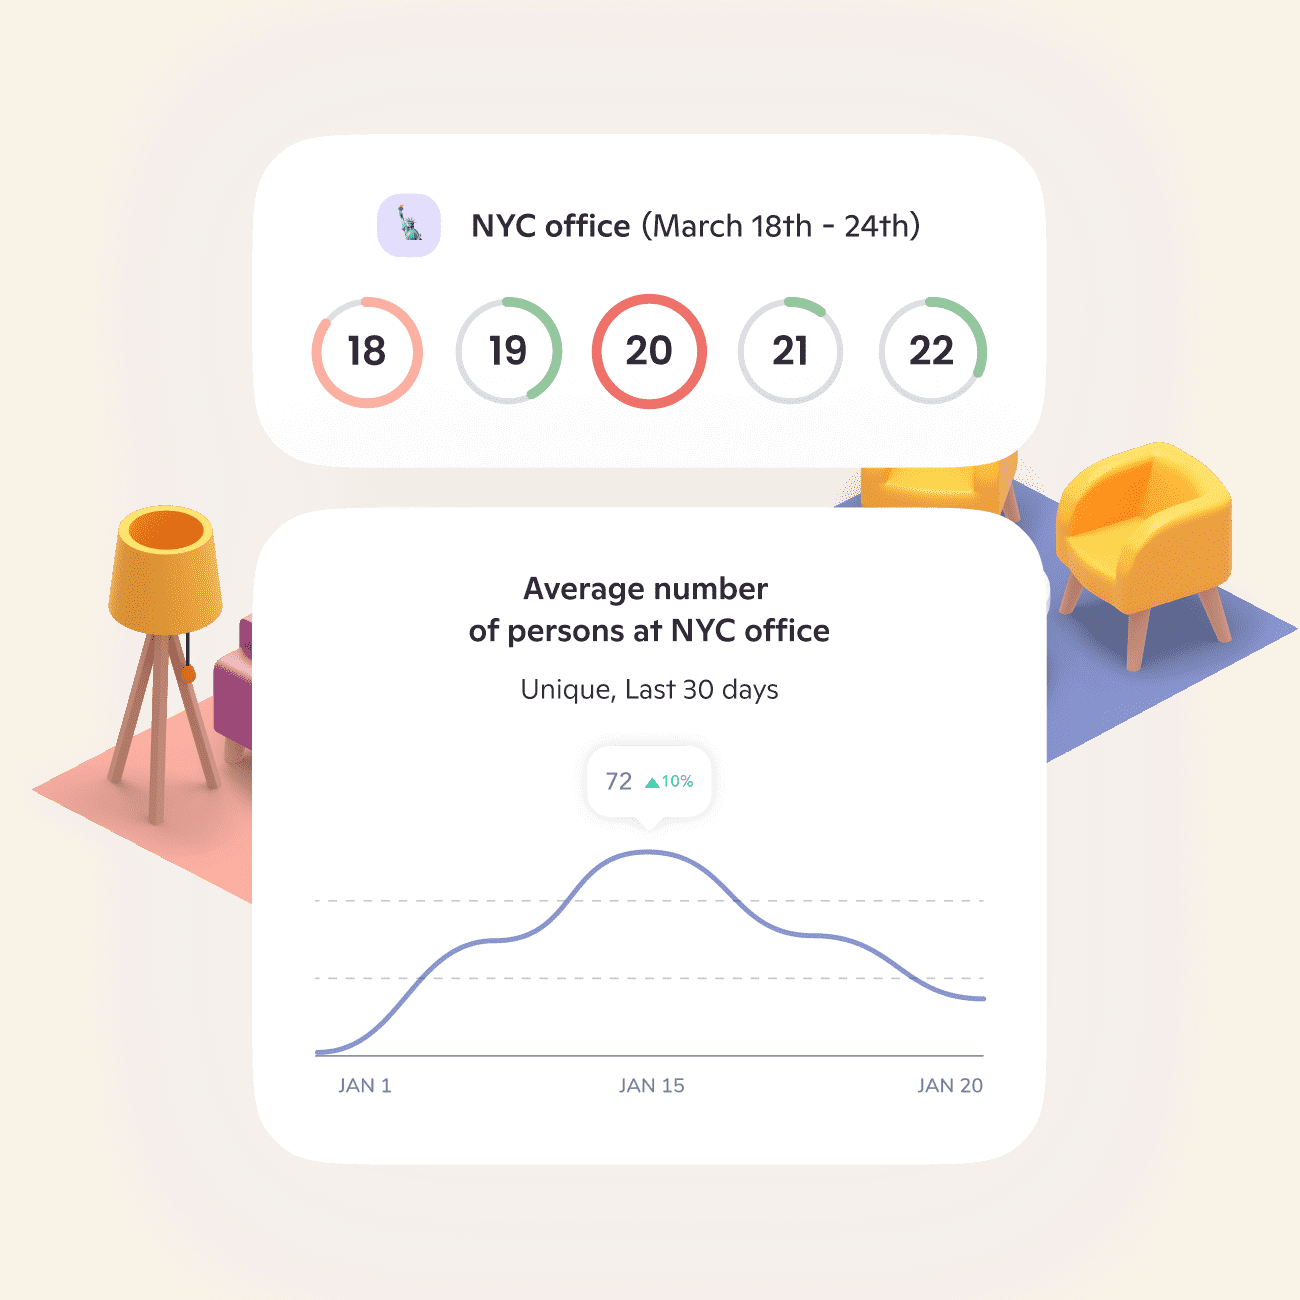 NYC office (March 18th - 24th)
18 19 20 21 22
Average number
of persons at NYC office
Unique, Last 30 days
72 ▲10%
JAN 1 JAN 15 JAN 20